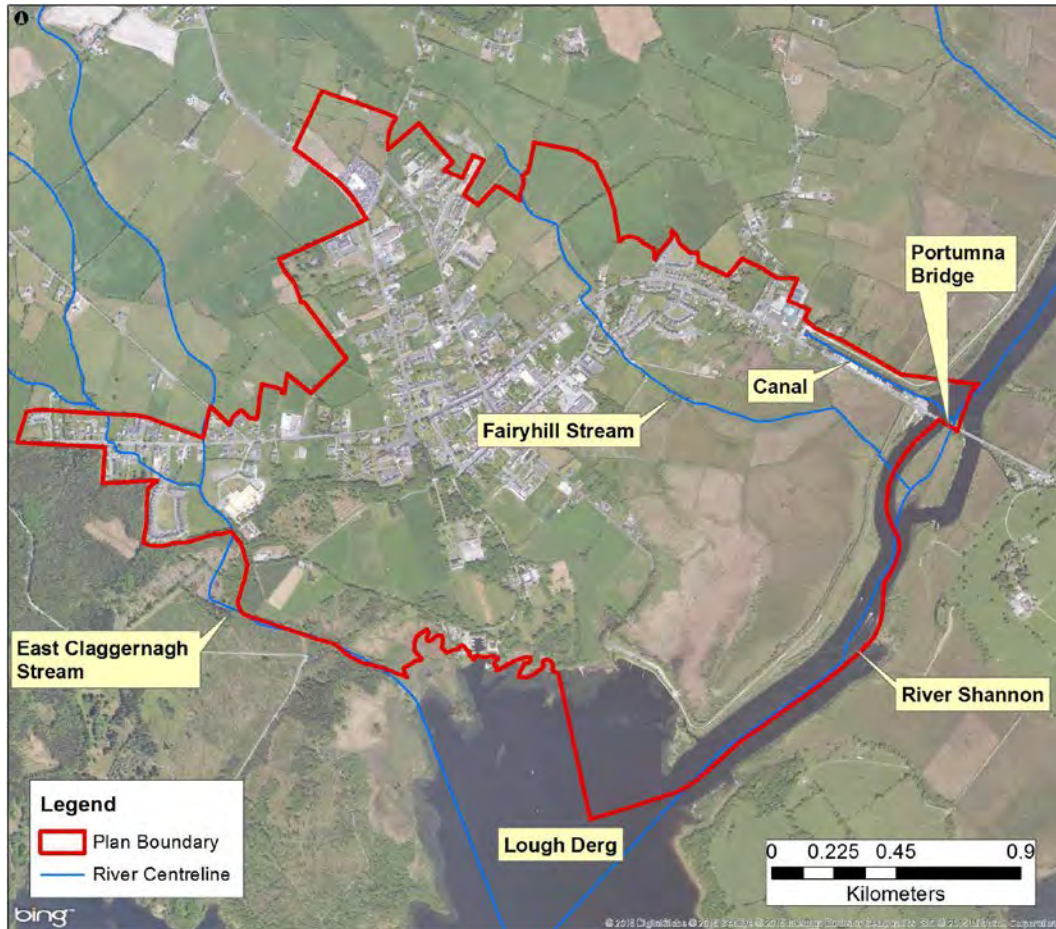 Portumna
Bridge
Canal
Fairyhill Stream
East Claggernagh
Stream
River Shannon
Lough Derg
Legend
Plan Boundary
River Centreline
0 0.225 0.45 0.9
Kilometers
bing